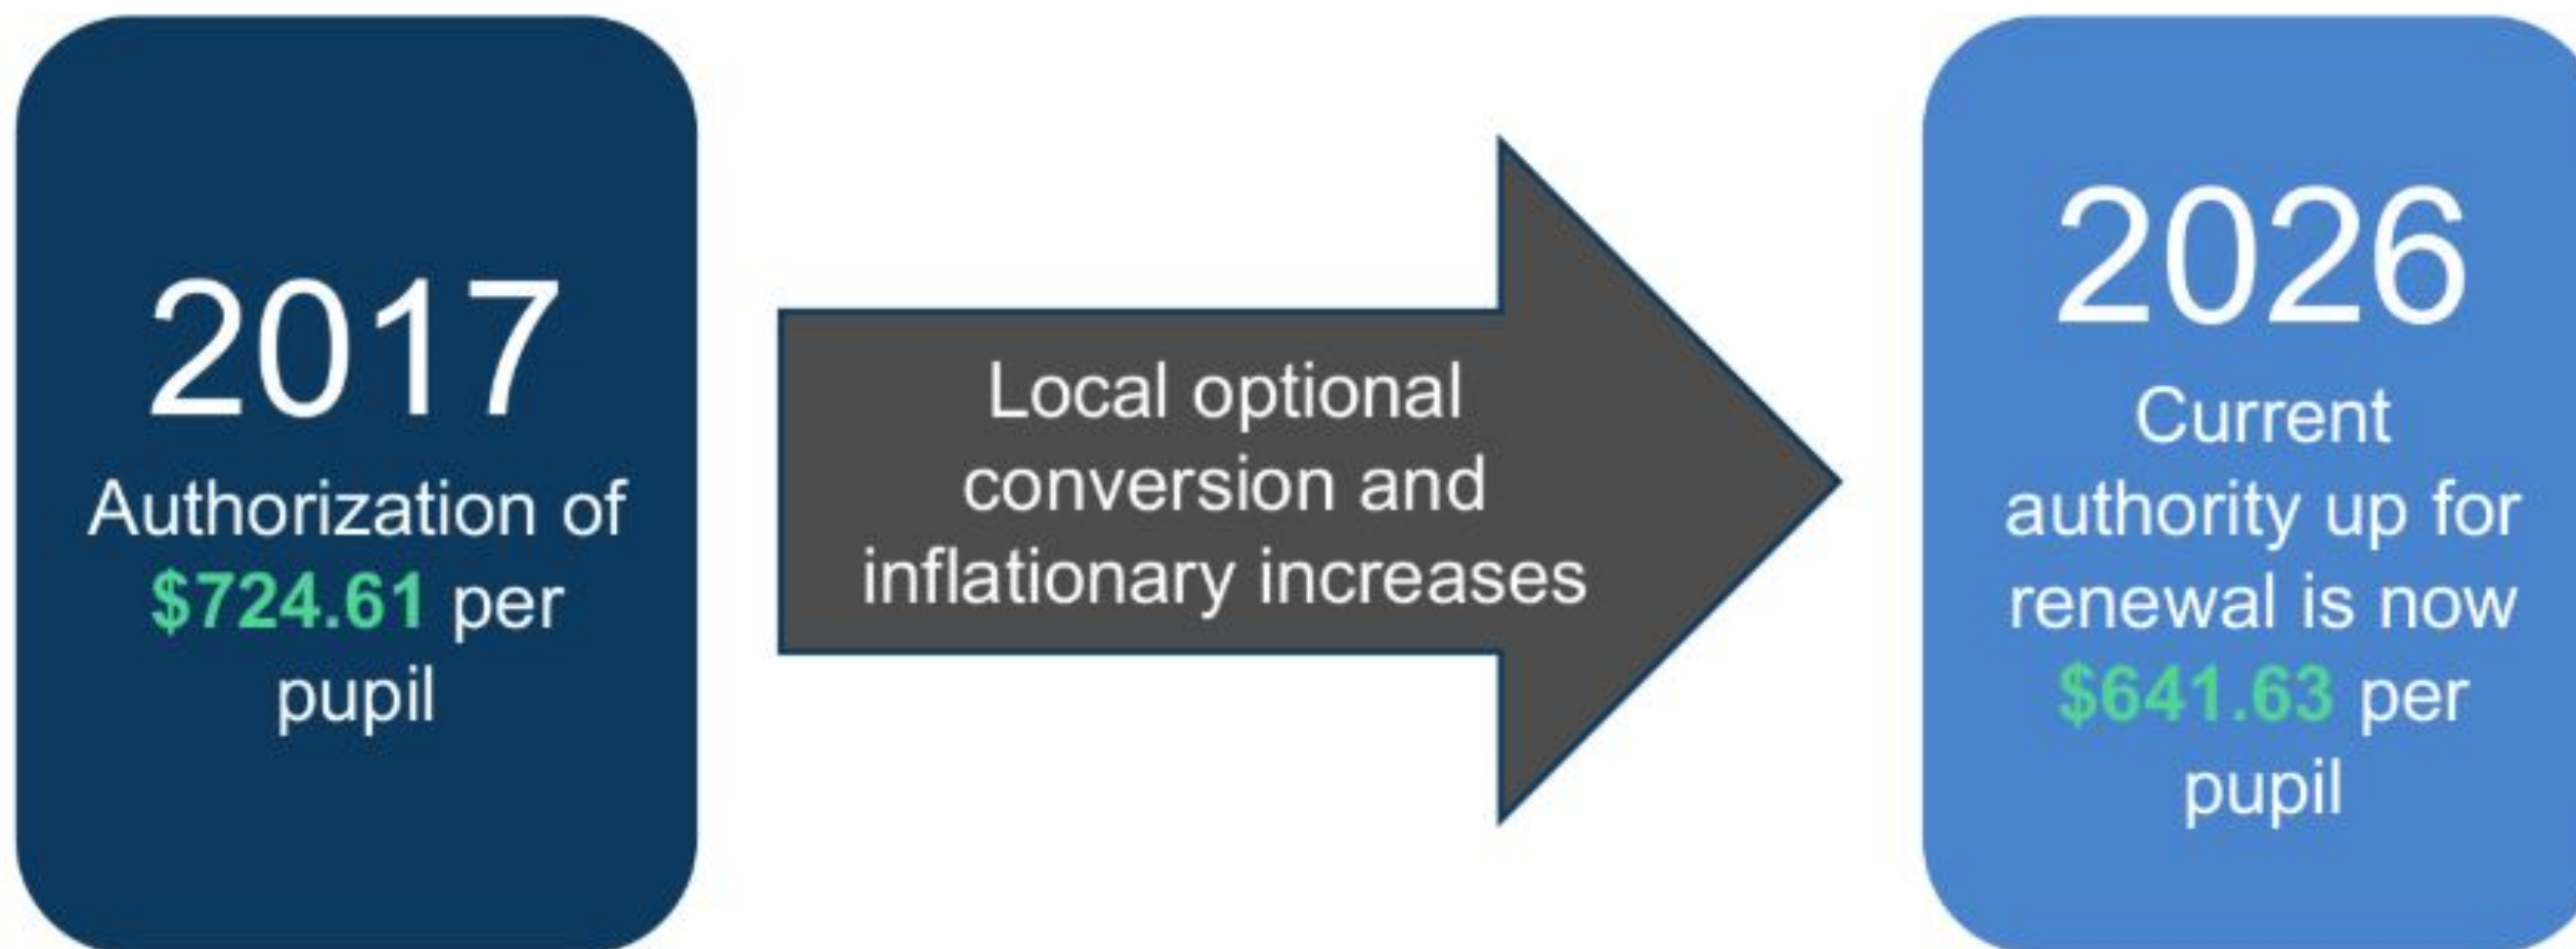 2017
Authorization of
$724.61 per
pupil
Local optional
conversion and
inflationary increases
2026
Current
authority up for
renewal is now
$641.63 per
pupil